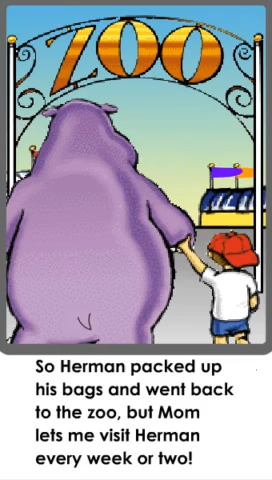 ZOO
So Herman packed up
his bags and went back
to the zoo, but Mom
lets me visit Herman
every week or two!